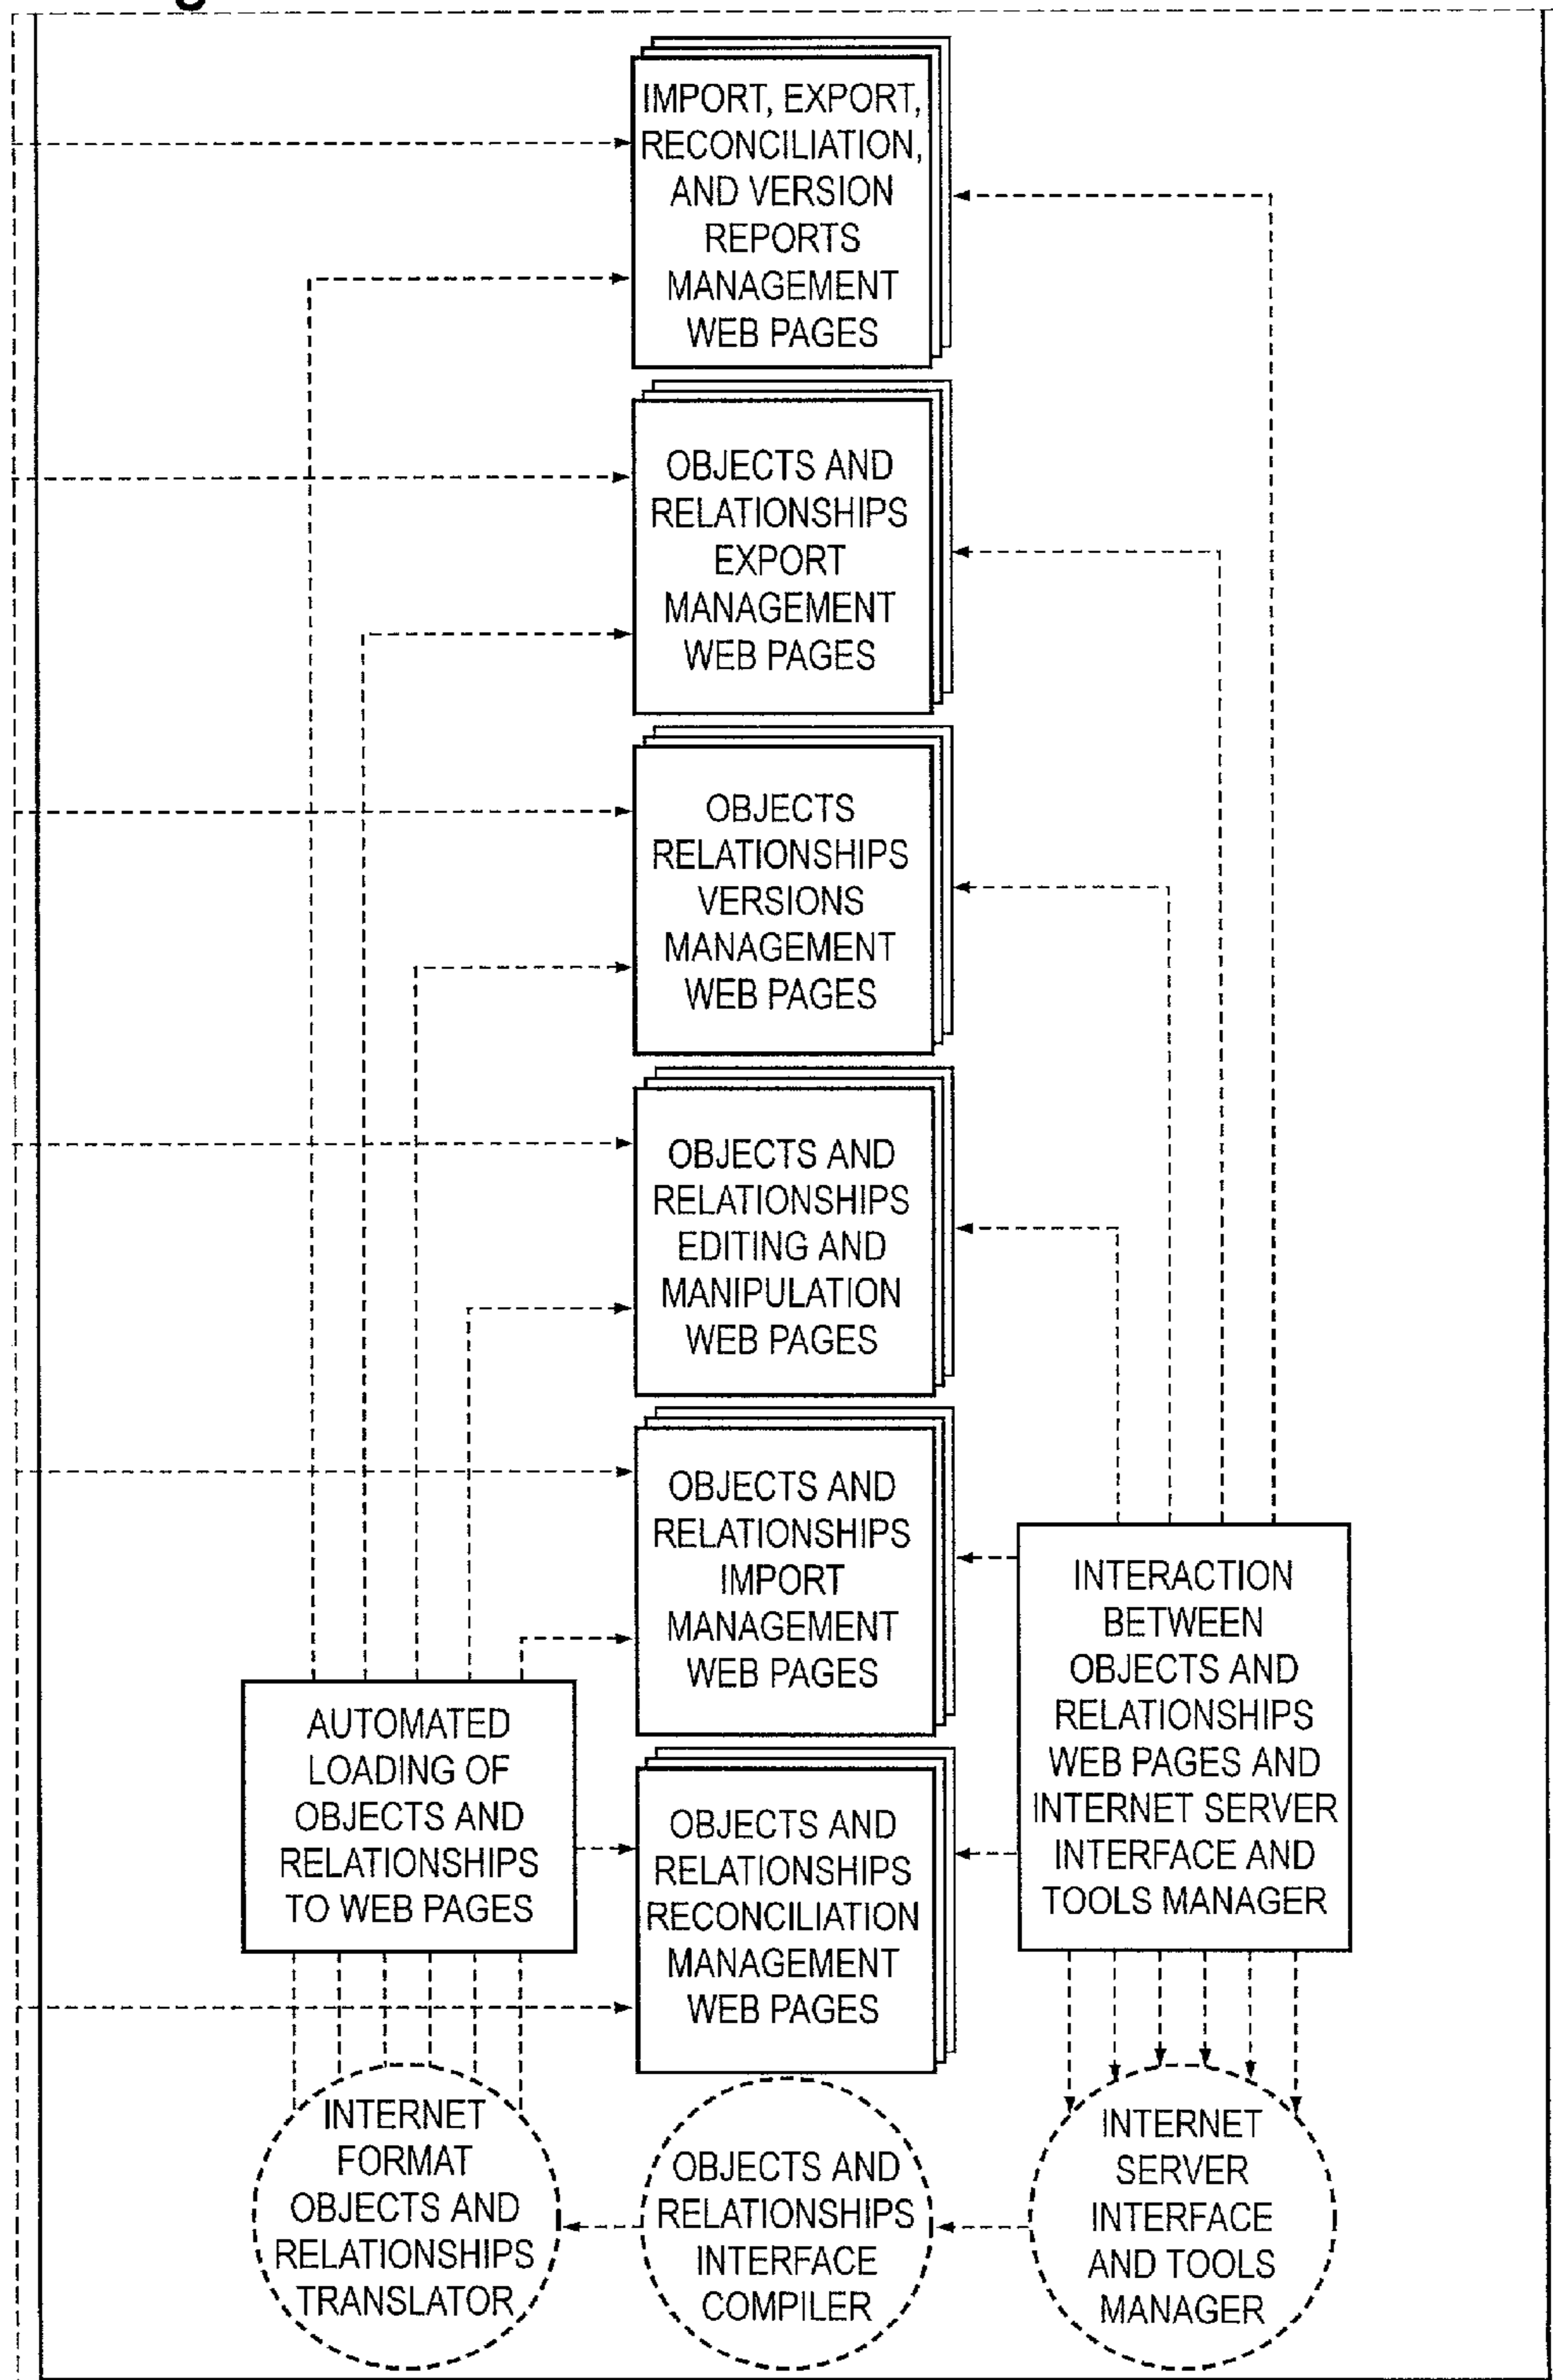 IMPORT, EXPORT,
RECONCILIATION,
AND VERSION
REPORTS
MANAGEMENT
WEB PAGES
OBJECTS AND
RELATIONSHIPS
EXPORT
MANAGEMENT
WEB PAGES
OBJECTS
RELATIONSHIPS
VERSIONS
MANAGEMENT
WEB PAGES
OBJECTS AND
RELATIONSHIPS
EDITING AND
MANIPULATION
WEB PAGES
OBJECTS AND
RELATIONSHIPS
IMPORT
MANAGEMENT
WEB PAGES
INTERACTION
BETWEEN
OBJECTS AND
RELATIONSHIPS
WEB PAGES AND
INTERNET SERVER
INTERFACE AND
TOOLS MANAGER
AUTOMATED
LOADING OF
OBJECTS AND
RELATIONSHIPS
TO WEB PAGES
OBJECTS AND
RELATIONSHIPS
RECONCILIATION
MANAGEMENT
WEB PAGES
INTERNET
FORMAT
OBJECTS AND
RELATIONSHIPS
TRANSLATOR
OBJECTS AND
RELATIONSHIPS
INTERFACE
COMPILER
INTERNET
SERVER
INTERFACE
AND TOOLS
MANAGER